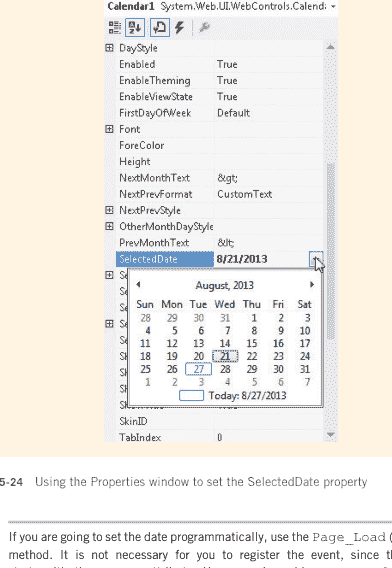 Calendar1 System.Web.UI.WebControls.Calend
DayStyle
Enabled True
EnableTheming True
EnableViewState True
FirstDayOfWeek Default
Font
ForeColor
Height
NextMonthText &gt;
NextPrevFormat CustomText
NextPrevStyle
OtherMonthDayStyle
PrevMonthText &lt;
SelectedDate 8/21/2013
August, 2013
Sun Mon Tue Wed Thu Fri Sat
28 29 30 31 1 2 3
4 5 6 7 8 9 10
11 12 13 14 15 16 17
18 19 20 21 22 23 24
25 26 27 28 29 30 31
1 2 3 4 5 6 7
Today: 8/27/2013
SkinID
TabIndex 0
5-24 Using the Properties window to set the SelectedDate property
If you are going to set the date programmatically, use the Page_Load (
method. It is not necessary for you to register the event, since th